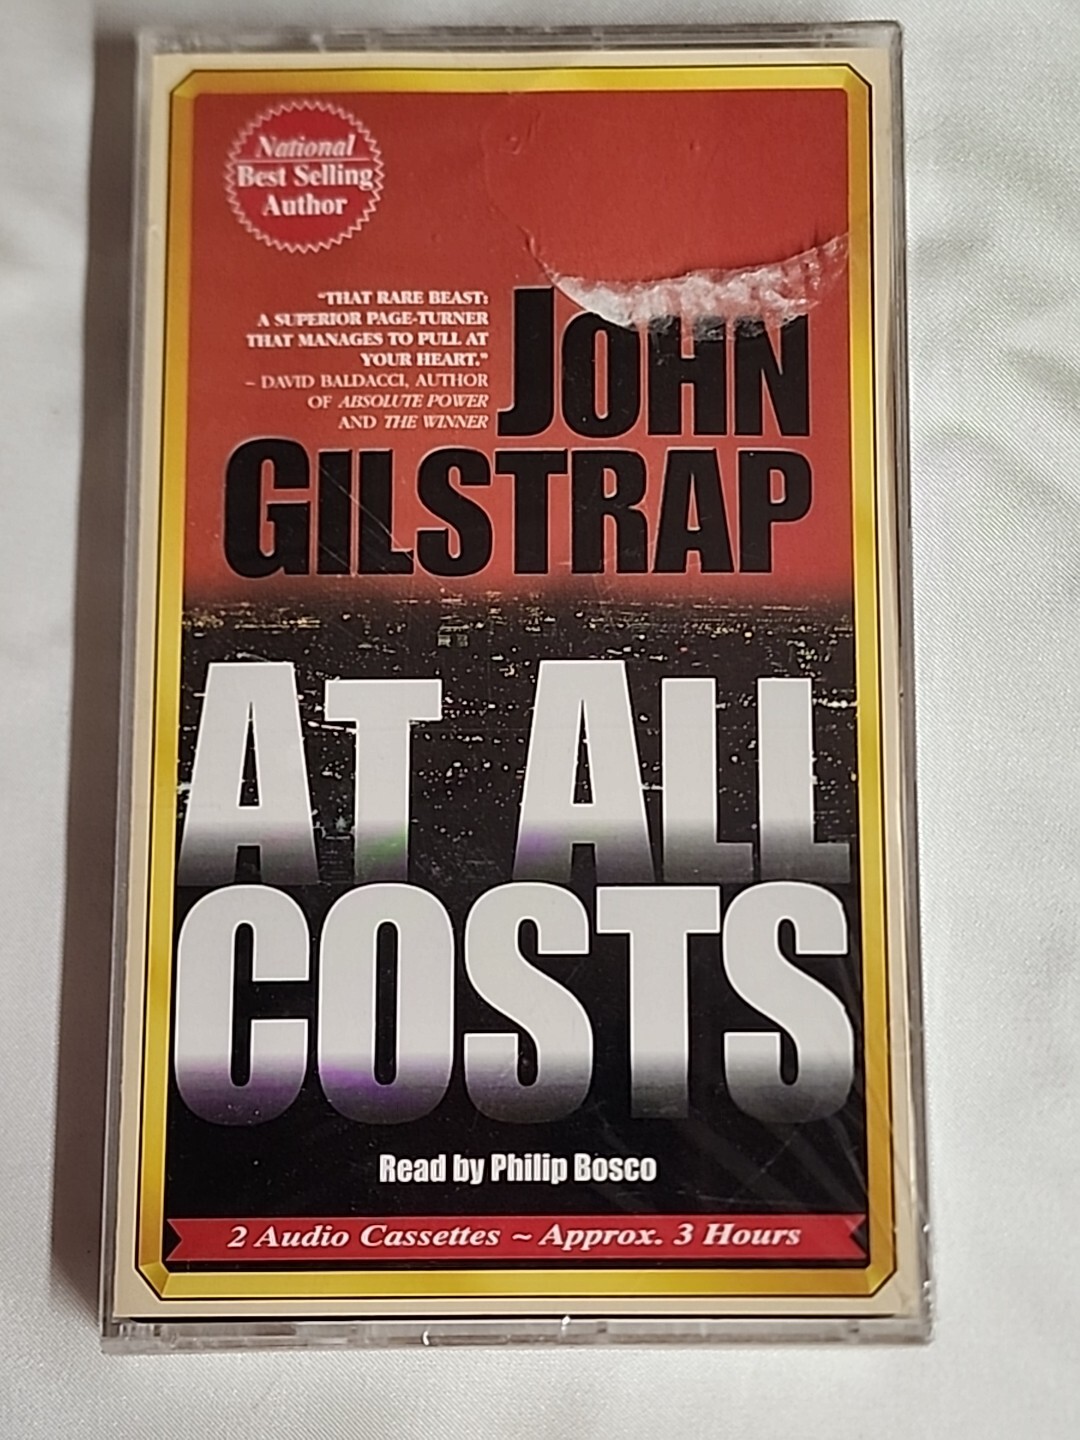 National
Best Selling
Author
"THAT RARE BEAST:
A SUPERIOR PAGE-TURNER
THAT MANAGES TO PULL AT
YOUR HEART."
– DAVID BALDACCI, AUTHOR
OF ABSOLUTE POWER
AND THE WINNER
JOHN
GILSTRAP
AT ALL
COSTS
Read by Philip Bosco
2 Audio Cassettes ~ Approx. 3 Hours